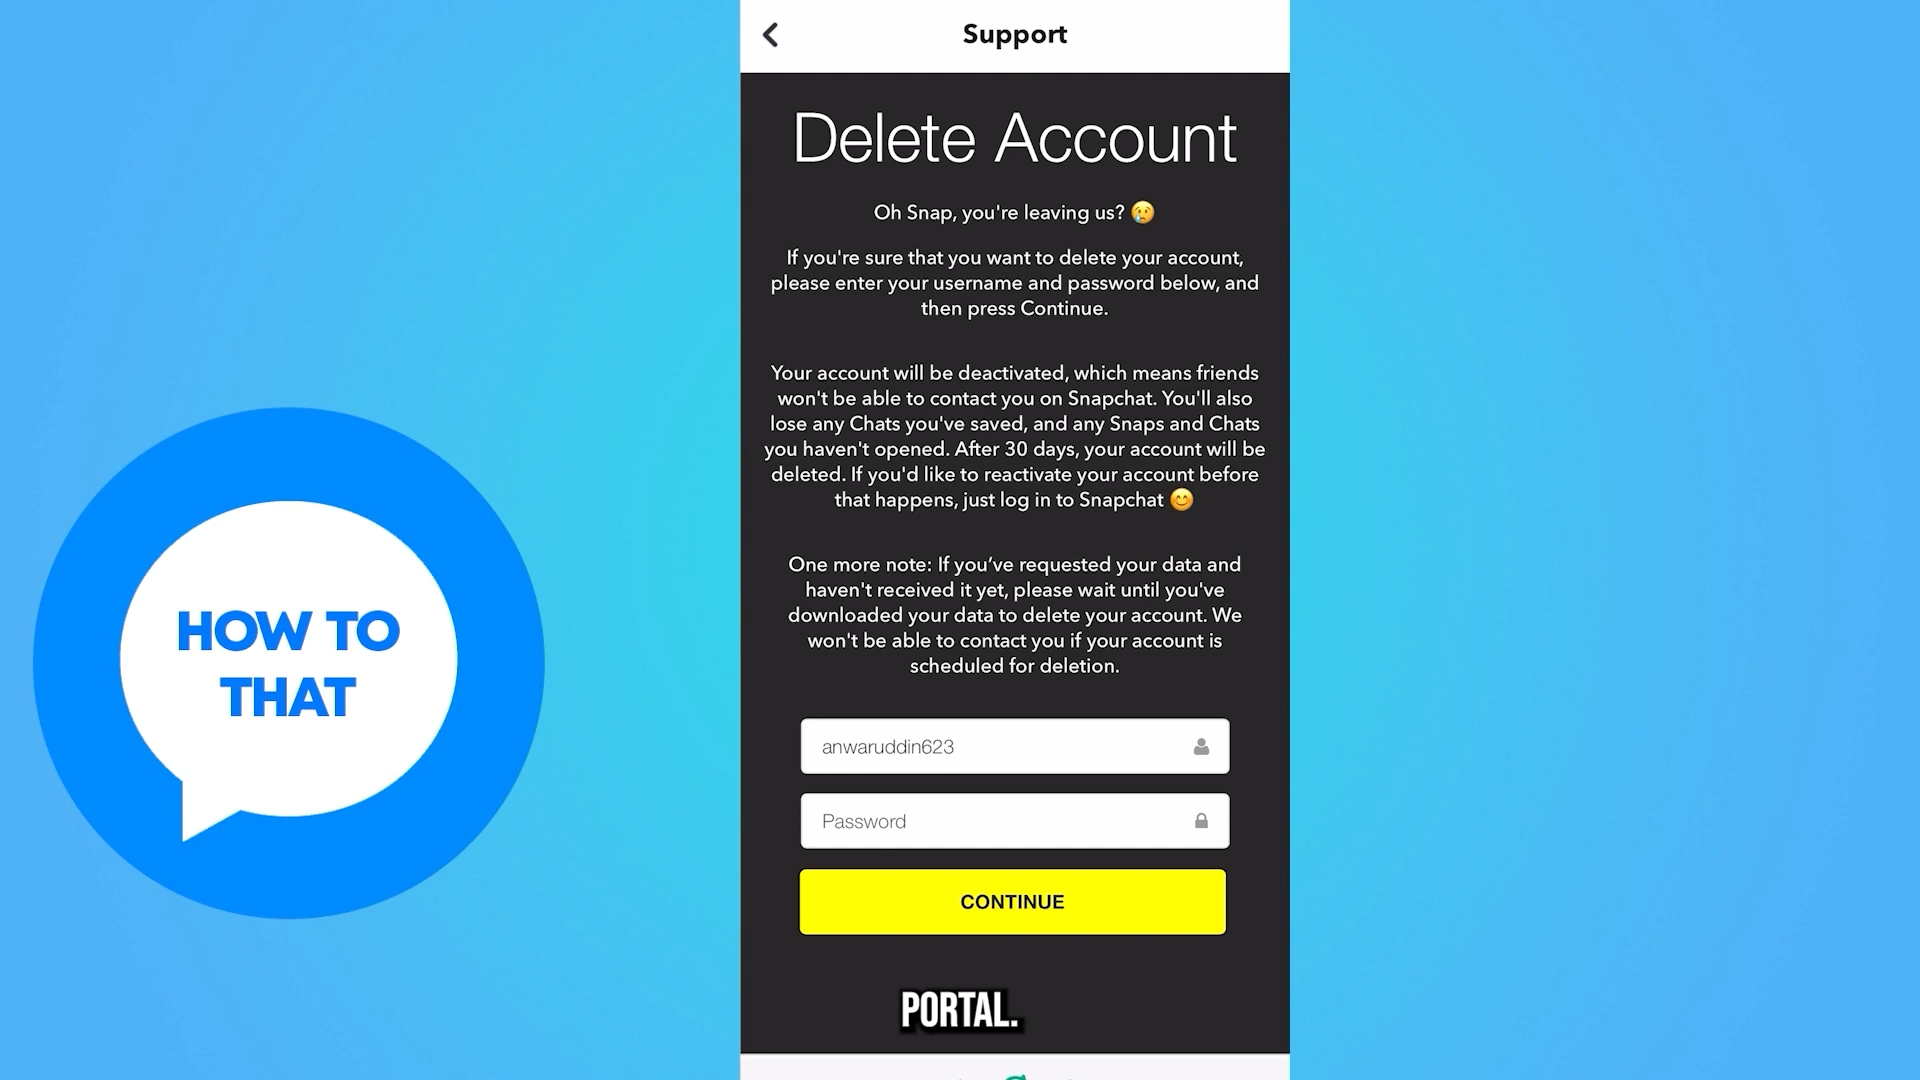 Support
Delete Account
Oh Snap, you're leaving us? 😢
If you're sure that you want to delete your account,
please enter your username and password below, and
then press Continue.
Your account will be deactivated, which means friends
won't be able to contact you on Snapchat. You'll also
lose any Chats you've saved, and any Snaps and Chats
you haven't opened. After 30 days, your account will be
deleted. If you'd like to reactivate your account before
that happens, just log in to Snapchat 😊
One more note: If you’ve requested your data and
haven't received it yet, please wait until you've
downloaded your data to delete your account. We
won't be able to contact you if your account is
scheduled for deletion.
anwaruddin623
Password
CONTINUE
PORTAL.
HOW TO
THAT